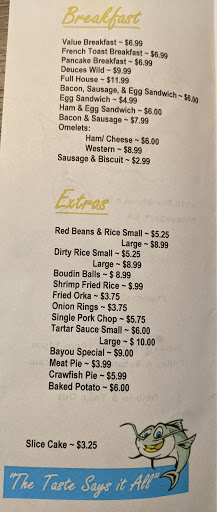 Breakfast
Value Breakfast ~ $6.99
French Toast Breakfast ~ $6.99
Pancake Breakfast ~ $6.99
Deuces Wild ~ $9.99
Full House ~ $11.99
Bacon, Sausage, & Egg Sandwich ~ $6.00
Egg Sandwich ~ $4.99
Ham & Egg Sandwich ~ $6.00
Bacon & Sausage ~ $7.99
Omelets:
Ham/ Cheese ~ $6.00
Western ~ $8.99
Sausage & Biscuit ~ $2.99
Extras
Red Beans & Rice Small ~ $5.25
Large ~ $8.99
Dirty Rice Small ~ $5.25
Large ~ $8.99
Boudin Balls ~ $ 8.99
Shrimp Fried Rice ~ $.99
Fried Orka ~ $3.75
Onion Rings ~ $3.75
Single Pork Chop ~ $5.75
Tartar Sauce Small ~ $6.00
Large ~ $ 10.00
Bayou Special ~ $9.00
Meat Pie ~ $3.99
Crawfish Pie ~ $5.99
Baked Potato ~ $6.00
Slice Cake ~ $3.25
"The Taste Says it All"